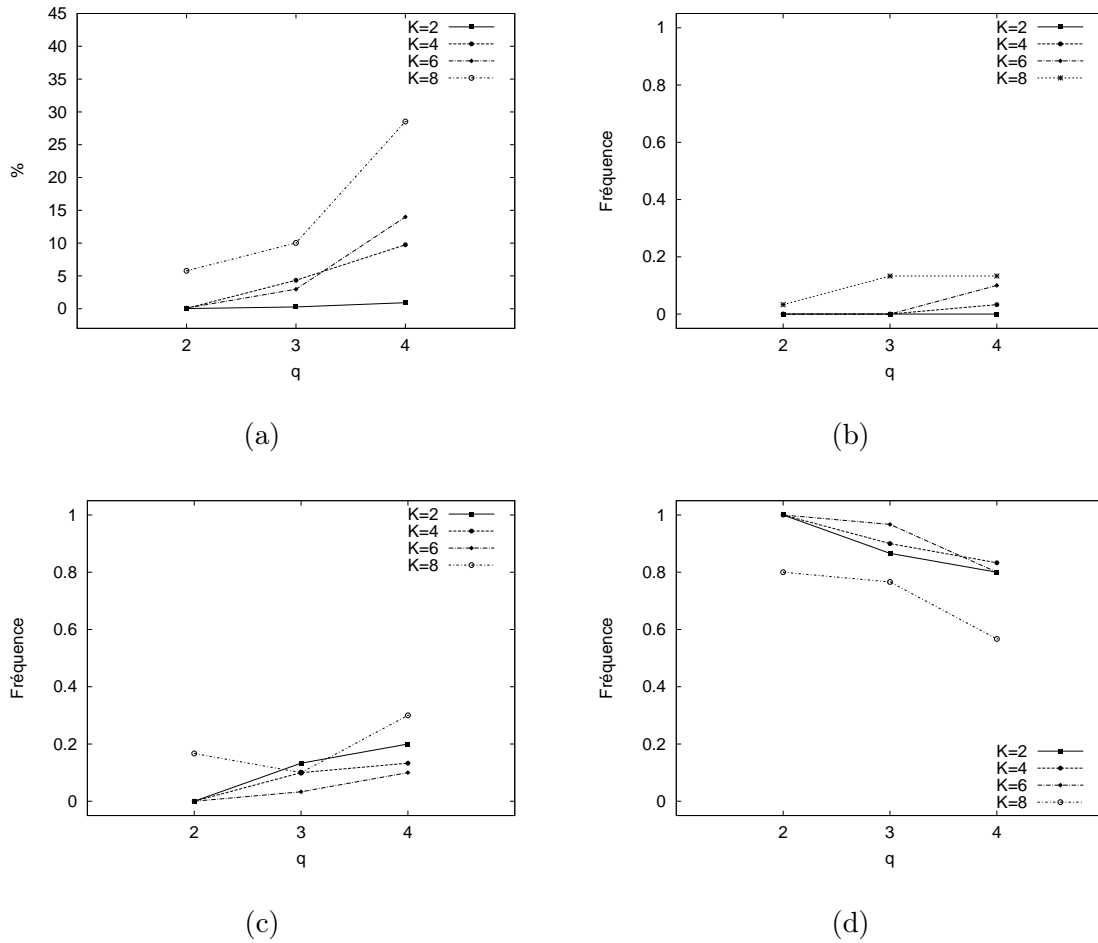 45
40
35
30
25
20
15
10
5
0
%
2 3 4
q
K=2
K=4
K=6
K=8
(a)
1
0.8
0.6
0.4
0.2
0
Fréquence
2 3 4
q
K=2
K=4
K=6
K=8
(b)
1
0.8
0.6
0.4
0.2
0
Fréquence
2 3 4
q
K=2
K=4
K=6
K=8
(c)
1
0.8
0.6
0.4
0.2
0
Fréquence
2 3 4
q
K=2
K=4
K=6
K=8
(d)